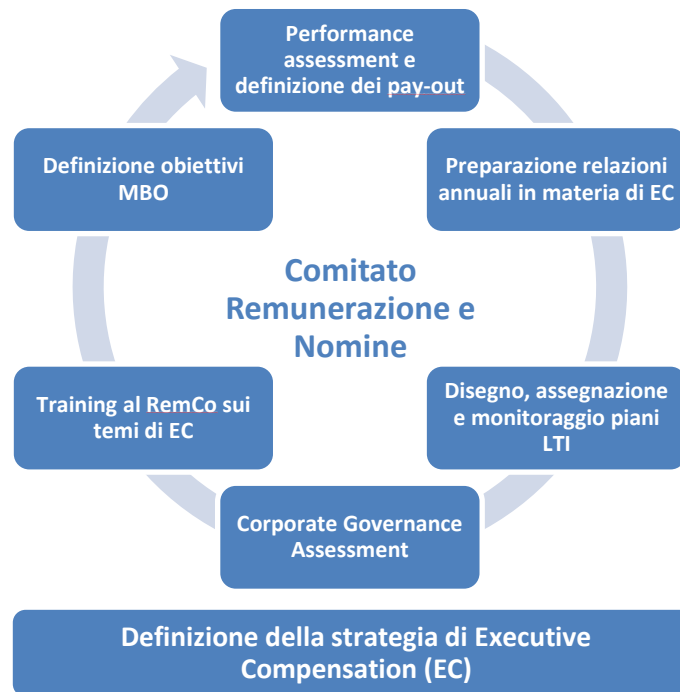 Performance
assessment e
definizione dei pay-out
Definizione obiettivi
MBO
Preparazione relazioni
annuali in materia di EC
Comitato
Remunerazione e
Nomine
Training al RemCo sui
temi di EC
Disegno, assegnazione
e monitoraggio piani
LTI
Corporate Governance
Assessment
Definizione della strategia di Executive
Compensation (EC)